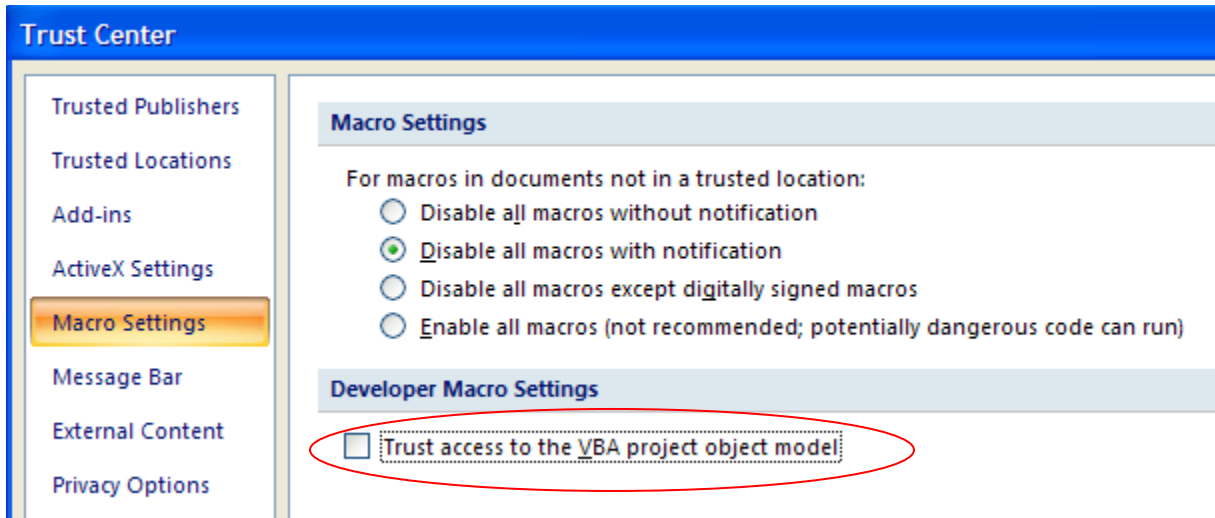 Trust Center
Trusted Publishers
Trusted Locations
Add-ins
ActiveX Settings
Macro Settings
Message Bar
External Content
Privacy Options
Macro Settings
For macros in documents not in a trusted location:
Disable all macros without notification
Disable all macros with notification
Disable all macros except digitally signed macros
Enable all macros (not recommended; potentially dangerous code can run)
Developer Macro Settings
Trust access to the VBA project object model